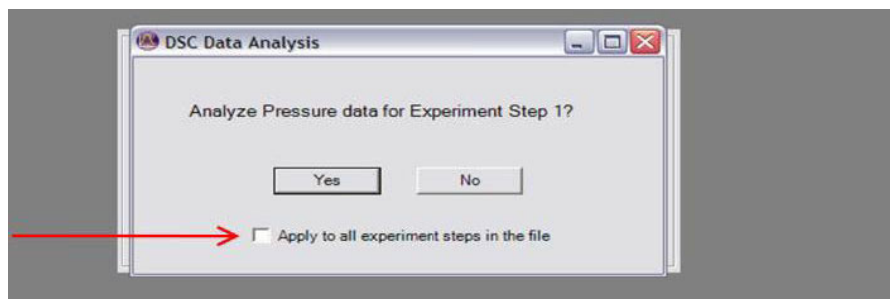 DSC Data Analysis
Analyze Pressure data for Experiment Step 1?
Yes No
Apply to all experiment steps in the file